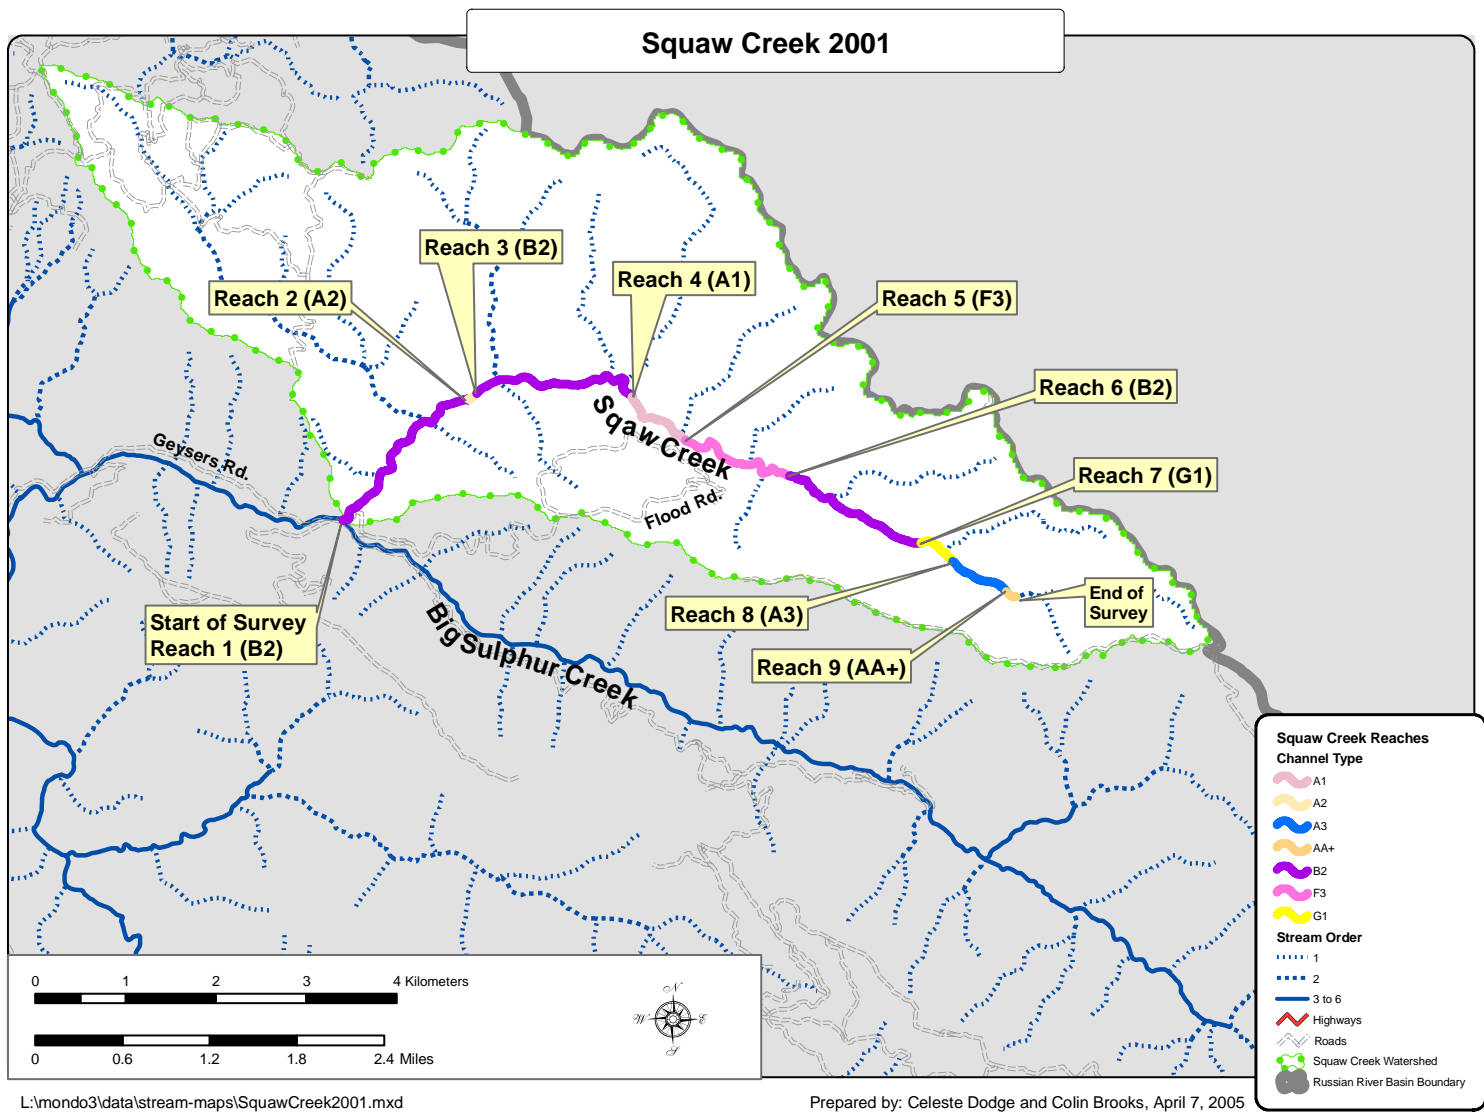 Squaw Creek 2001
Reach 3 (B2)
Reach 4 (A1)
Reach 2 (A2)
Reach 5 (F3)
Reach 6 (B2)
Sqaw Creek
Geysers Rd.
Reach 7 (G1)
Flood Rd.
End of
Survey
Reach 8 (A3)
Start of Survey
Reach 1 (B2)
Big Sulphur Creek
Reach 9 (AA+)
Squaw Creek Reaches
Channel Type
A1
A2
A3
AA+
B2
F3
G1
Stream Order
1
2
3 to 6
Highways
Roads
Squaw Creek Watershed
Russian River Basin Boundary
0 1 2 3 4 Kilometers
0 0.6 1.2 1.8 2.4 Miles
N
W E
S
L:\mondo3\data\stream-maps\SquawCreek2001.mxd
Prepared by: Celeste Dodge and Colin Brooks, April 7, 2005